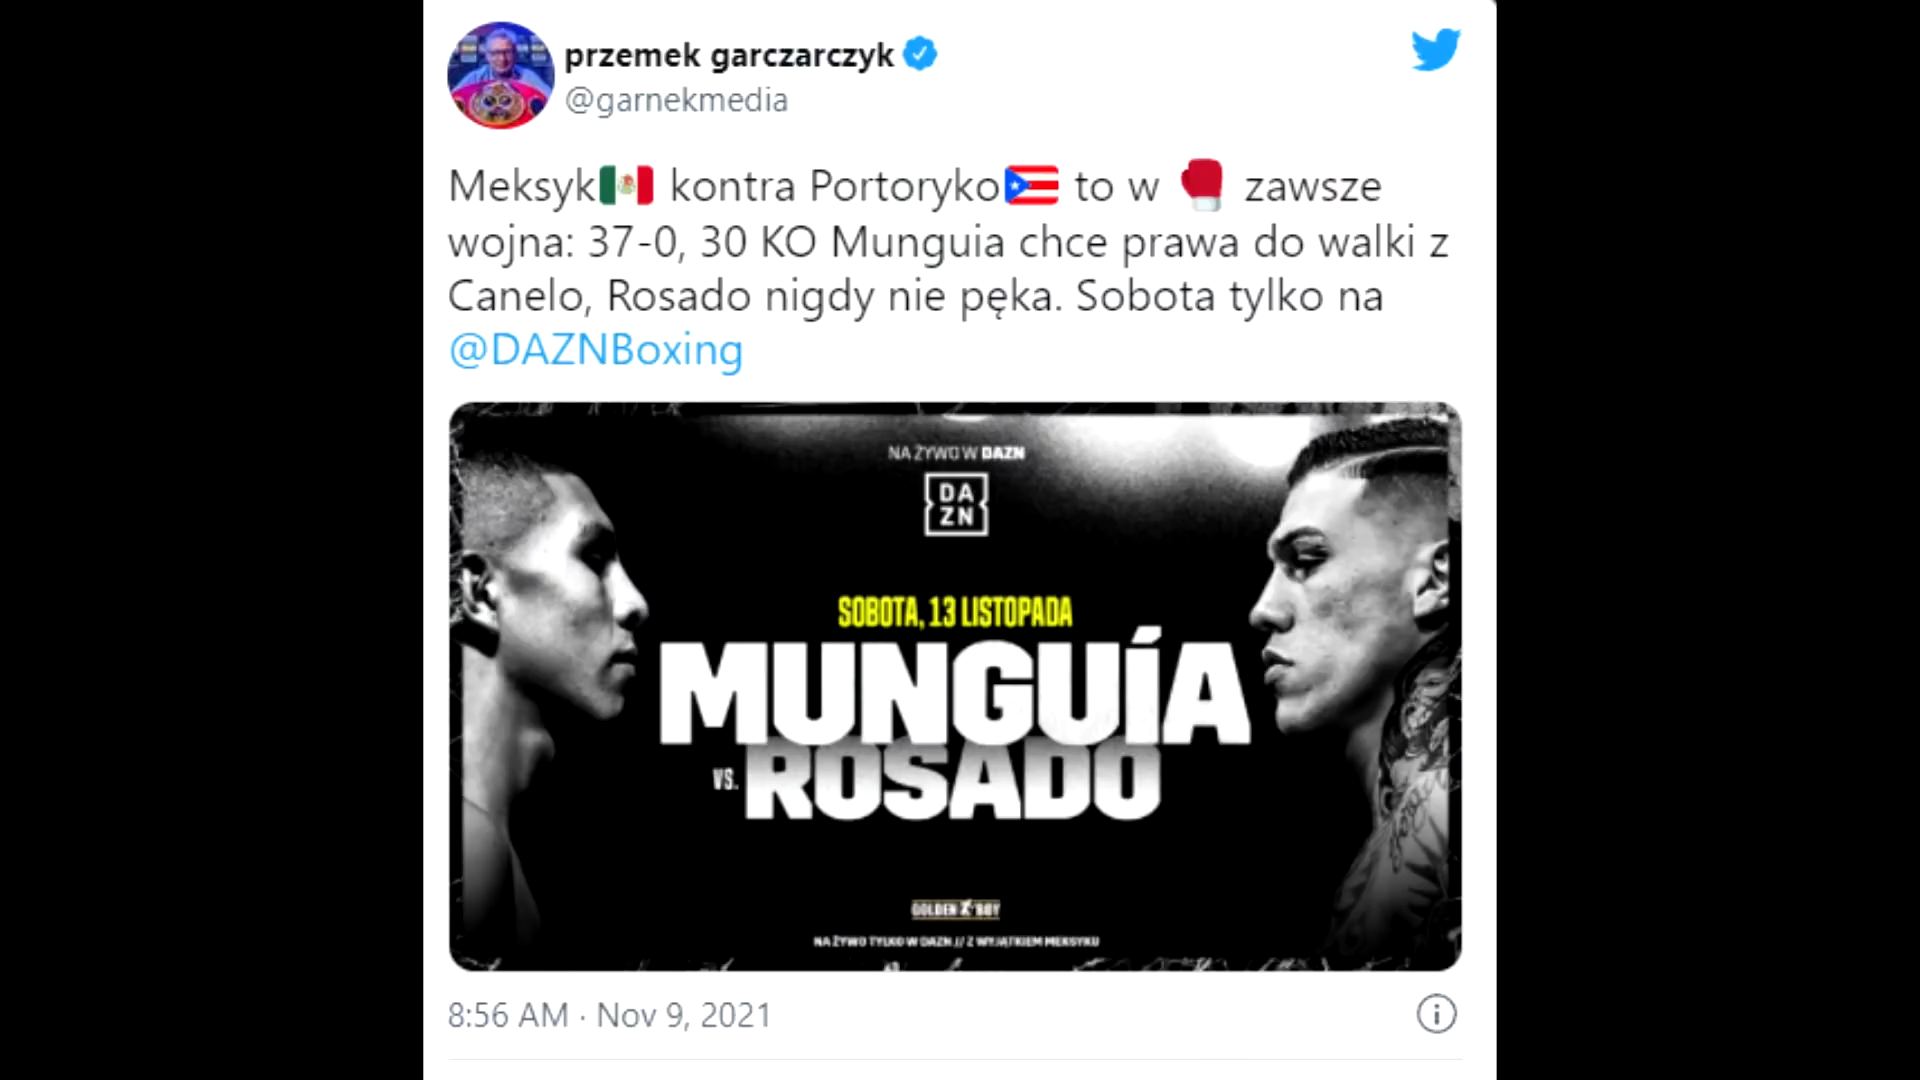 przemek garczarczyk
@garnekmedia
Meksyk🇲🇽 kontra Portoryko🇵🇷 to w 🥊 zawsze
wojna: 37-0, 30 KO Munguia chce prawa do walki z
Canelo, Rosado nigdy nie pęka. Sobota tylko na
@DAZNBoxing
NA ŻYWO W DAZN
DA
ZN
SOBOTA, 13 LISTOPADA
MUNGUÍA
VS. ROSADO
GOLDEN BOY
NA ŻYWO TYLKO W DAZN // Z WYJĄTKIEM MEKSYKU
8:56 AM · Nov 9, 2021